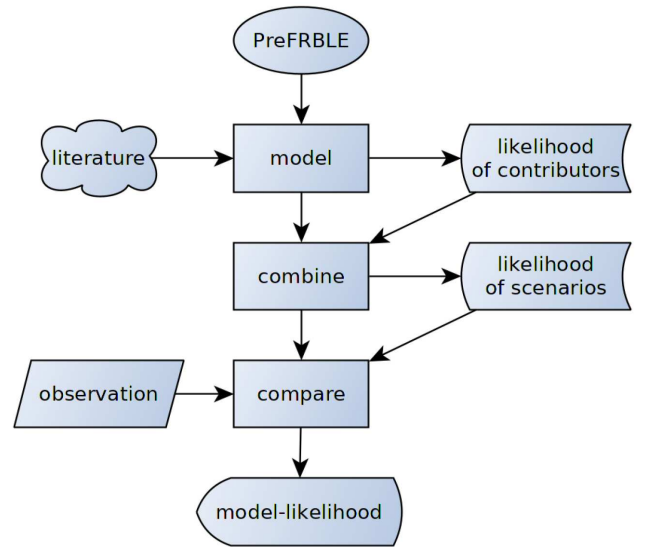 PreFRBLE
literature
model
likelihood
of contributors
combine
likelihood
of scenarios
observation
compare
model-likelihood